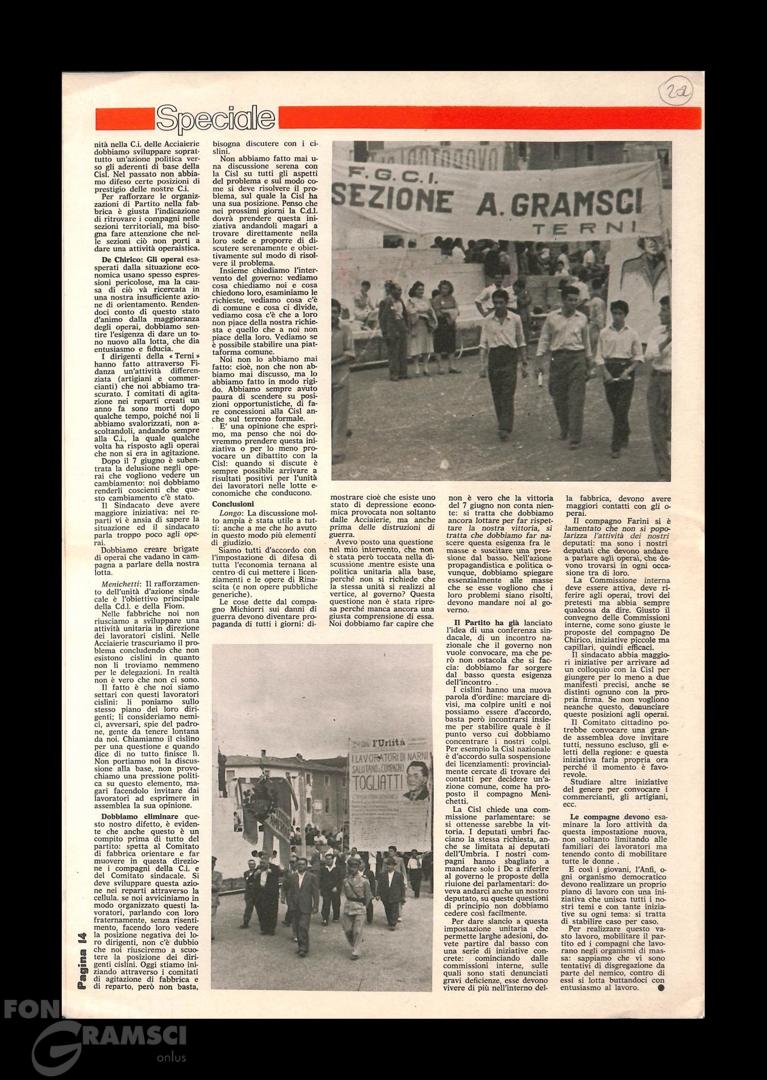 22
Speciale
nità nella C.i. delle Acciaierie
dobbiamo sviluppare soprat-
tutto un'azione politica ver-
so gli aderenti di base della
Cisl. Nel passato non abbia-
mo difeso certe posizioni di
prestigio delle nostre C.i.
Per rafforzare le organiz-
zazioni di Partito nella fab-
brica è giusta l'indicazione
di ritrovare i compagni nelle
sezioni territoriali, ma biso-
gna fare attenzione che nel-
le sezioni ciò non porti a
dare una attività operaistica.
De Chirico: Gli operai esa-
sperati dalla situazione eco-
nomica usano spesso espres-
sioni pericolose, ma la cau-
sa di ciò va ricercata in
una nostra insufficiente azio-
ne di orientamento. Renden-
doci conto di questo stato
d'animo dalla maggioranza
degli operai, dobbiamo sen-
tire l'esigenza di dare un to-
no nuovo alla lotta, che dia
entusiasmo e fiducia.
I dirigenti della «Terni»
hanno fatto attraverso Fi-
danza un'attività differen-
ziata (artigiani e commer-
cianti) che noi abbiamo tra-
scurato. I comitati di agita-
zione nei reparti creati un
anno fa sono morti dopo
qualche tempo, poiché noi li
abbiamo svalorizzati, non a-
scoltandoli, andando sempre
alla C.i., la quale qualche
volta ha risposto agli operai
che non si era in agitazione.
Dopo il 7 giugno è suben-
trata la delusione negli ope-
rai che vogliono vedere un
cambiamento: noi dobbiamo
renderli coscienti che que-
sto cambiamento c'è stato.
Il Sindacato deve avere
maggiore iniziativa: nei re-
parti vi è ansia di sapere la
situazione ed il sindacato
parla troppo poco agli ope-
rai.
Dobbiamo creare brigate
di operai che vadano in cam-
pagna a parlare della nostra
lotta.
Menichetti: Il rafforzamen-
to dell'unità d'azione sinda-
cale è l'obiettivo principale
della Cd.l. e della Fiom.
Nelle fabbriche noi non
riusciamo a sviluppare una
attività unitaria in direzione
dei lavoratori cislini. Nelle
Acciaierie trascuriamo il pro-
blema concludendo che non
esistono cislini in quanto
non li troviamo nemmeno
per le delegazioni. In realtà
non è vero che non ci sono.
Il fatto è che noi siamo
settari con questi lavoratori
cislini: li poniamo sullo
stesso piano dei loro diri-
genti; li consideriamo nemi-
ci, avversari, spie del padro-
ne, gente da tenere lontana
da noi. Chiamiamo il cislino
per una questione e quando
dice di no tutto finisce lì.
Non portiamo noi la discus-
sione alla base, non provo-
chiamo una pressione politi-
ca su questo elemento, ma-
gari facendolo invitare dai
lavoratori ad esprimere in
assemblea la sua opinione.
Dobbiamo eliminare que-
sto nostro difetto, è eviden-
te che anche questo è un
compito prima di tutto del
partito: spetta al Comitato
di fabbrica orientare e far
muovere in questa direzio-
ne i compagni della C.i. e
del Comitato sindacale. Si
deve sviluppare questa azio-
ne nei reparti attraverso la
cellula. se noi avviciniamo in
modo organizzato questi la-
voratori, parlando con loro
fraternamente, senza risenti-
mento, facendo loro vedere
la posizione negativa dei lo-
ro dirigenti, non c'è dubbio
che noi riusciremo a scuo-
tere la posizione dei diri-
genti cislini. Oggi stiamo ini-
ziando attraverso i comitati
di agitazione di fabbrica e
di reparto, però non basta,
bisogna discutere con i ci-
slini.
Non abbiamo fatto mai u-
na discussione serena con
la Cisl su tutti gli aspetti
del problema e sul modo co-
me si deve risolvere il pro-
blema, sul quale la Cisl ha
una sua posizione. Penso che
nei prossimi giorni la C.d.l.
dovrà prendere questa ini-
ziativa andandoli magari a
trovare direttamente nella
loro sede e proporre di di-
scutere serenamente e obiet-
tivamente sul modo di risol-
vere il problema.
Insieme chiediamo l'inter-
vento del governo: vediamo
cosa chiediamo noi e cosa
chiedono loro, esaminiamo le
richieste, vediamo cosa c'è
di comune e cosa ci divide,
vediamo cosa c'è che a loro
non pjace della nostra richie-
sta e quello che a noi non
piace della loro. Vediamo se
è possibile stabilire una piat-
taforma comune.
Noi non lo abbiamo mai
fatto: cioè, non che non ab-
biamo mai discusso, ma lo
abbiamo fatto in modo rigi-
do. Abbiamo sempre avuto
paura di scendere su posi-
zioni opportunistiche, di fa-
re concessioni alla Cisl an-
che sul terreno formale.
E' una opinione che espri-
mo, ma penso che noi do-
vremmo prendere questa ini-
ziativa o per lo meno provo-
care un dibattito con la
Cisl: quando si discute è
sempre possibile arrivare a
risultati positivi per l'unità
dei lavoratori nelle lotte e-
conomiche che conducono.
Conclusioni
Longo: La discussione mol-
to ampia è stata utile a tut-
ti: anche a me che ho avuto
in questo modo più elementi
di giudizio.
Siamo tutti d'accordo con
l'impostazione di difesa di
tutta l'economia ternana al
centro di cui mettere i licen-
ziamenti e le opere di Rina-
scita (e non opere pubbliche
generiche).
Le cose dette dal compa-
gno Michiorri sui danni di
guerra devono diventare pro-
paganda di tutti i giorni: di-
F.G.C.I.
SEZIONE A. GRAMSCI
TERNI
mostrare cioè che esiste uno
stato di depressione econo-
mica provocata non soltanto
dalle Acciaierie, ma anche
prima delle distruzioni di
guerra.
Avevo posto una questione
nel mio intervento, che non
è stata però toccata nella di-
scussione .mentre esiste una
politica unitaria alla base,
perché non si richiede che
la stessa unità si realizzi al
vertice, al governo? Questa
questione non è stata ripre-
sa perché manca ancora una
giusta comprensione di essa.
Noi dobbiamo far capire che
l'Unità
I LAVORATORI DI NARNI
SALUTANO IL COMPAGNO
TOGLIATTI
non è vero che la vittoria
del 7 giugno non conta nien-
te: si tratta che dobbiamo
ancora lottare per far rispet-
tare la nostra vittoria, si
tratta che dobbiamo far na-
scere questa esigenza fra le
masse e suscitare una pres-
sione dal basso. Nell'azione
propagandistica e politica o-
vunque, dobbiamo spiegare
essenzialmente alle masse
che se esse vogliono che i
loro problemi siano risolti,
devono mandare noi al go-
verno.
Il Partito ha già lanciato
l'idea di una conferenza sin-
dacale, di un incontro na-
zionale che il governo non
vuole convocare, ma che pe-
rò non ostacola che si fac-
cia: dobbiamo far sorgere
dal basso questa esigenza
dell'incontro .
I cislini hanno una nuova
parola d'ordine: marciare di-
visi, ma colpire uniti e noi
possiamo essere d'accordo,
basta però incontrarsi insie-
me per stabilire quale è il
punto verso cui dobbiamo
concentrare i nostri colpi.
Per esempio la Cisl nazionale
è d'accordo sulla sospensione
dei licenziamenti: provincial-
mente cercate di trovare dei
contatti per decidere un'a-
zione comune, come ha pro-
posto il compagno Meni-
chetti.
La Cisl chiede una com-
missione parlamentare: se
si ottenesse sarebbe la vit-
toria. I deputati umbri fac-
ciano la stessa richiesta, an-
che se limitata ai deputati
dell'Umbria. I nostri com-
pagni hanno sbagliato a
mandare solo i Dc a riferire
al governo le proposte della
riuione dei parlamentari: do-
veva andarci anche un nostro
deputato, su queste questioni
di principio non dobbiamo
cedere così facilmente.
Per dare slancio a questa
impostazione unitaria che
permette larghe adesioni, do-
vete partire dal basso con
una serie di iniziative con-
crete: cominciando dalle
commissioni interne, sulle
quali sono stati denunciati
gravi deficienze, esse devono
vivere di più nell'interno del-
la fabbrica, devono avere
maggiori contatti con gli o-
perai.
Il compagno Farini si è
lamentato che non si popo-
larizza l'attività dei nostri
deputati: ma sono i nostri
deputati che devono andare
a parlare agli operai, che de-
vono trovarsi in ogni occa-
sione tra di loro.
La Commissione interna
deve essere attiva, deve ri-
ferire agli operai, trovi dei
pretesti ma abbia sempre
qualcosa da dire. Giusto il
convegno delle Commissioni
interne, come sono giuste le
proposte del compagno De
Chirico, iniziative piccole ma
capillari, quindi efficaci.
Il sindacato abbia maggio-
ri iniziative per arrivare ad
un colloquio con la Cisl per
giungere per lo meno a due
manifesti precisi, anche se
distinti ognuno con la pro-
pria firma. Se non vogliono
neanche questo, denunciare
queste posizioni agli operai.
Il Comitato cittadino po-
trebbe convocare una gran-
de assemblea dove invitare
tutti, nessuno escluso, gli e-
letti della regione: e questa
iniziativa farla propria ora
perché il momento è favo-
revole.
Studiare altre iniziative
del genere per convocare i
commercianti, gli artigiani,
ecc.
Le compagne devono esa-
minare la loro attività da
questa impostazione nuova,
non soltanto limitando alle
familiari dei lavoratori ma
tenendo conto di mobilitare
tutte le donne .
E così i giovani, l'Anfi, o-
gni organismo democratico
devono realizzare un proprio
piano di lavoro con una ini-
ziativa che unisca tutti i no-
stri temi e con tante inizia-
tive su ogni tema: si tratta
di stabilire caso per caso.
Per realizzare questo va-
sto lavoro, mobilitare il par-
tito ed i compagni che lavo-
rano negli organismi di mas-
sa: sappiamo che vi sono
tentativi di disgregazione da
parte del nemico, contro di
essi si lotta buttandoci con
entusiasmo al lavoro. ●
Pagina 14
FON
GRAMSCI
onlus